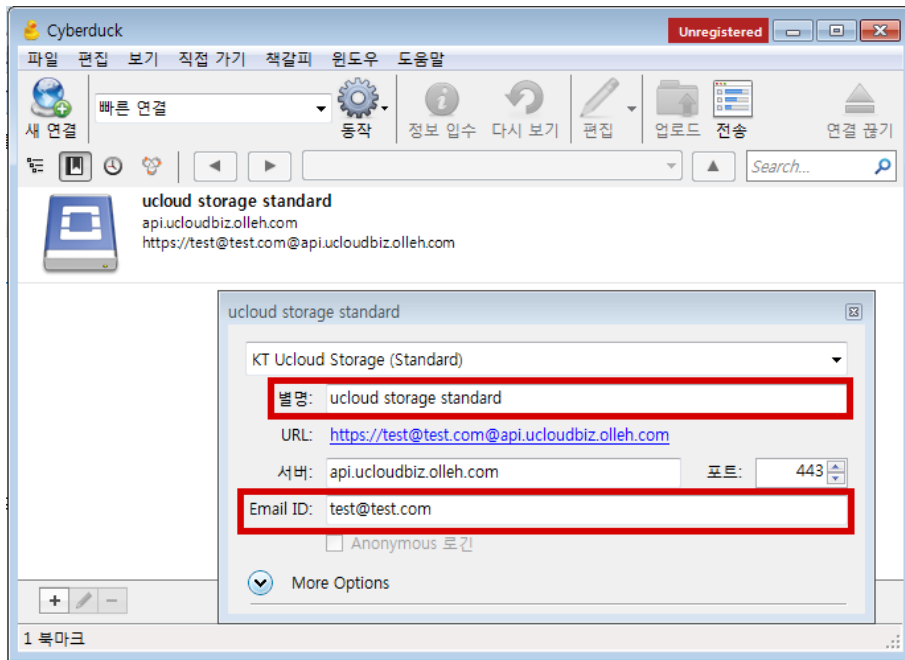 Cyberduck
Unregistered
파일 편집 보기 직접 가기 책갈피 윈도우 도움말
새 연결
빠른 연결
동작
정보 입수
다시 보기
편집
업로드
전송
연결 끊기
Search...
ucloud storage standard
api.ucloudbiz.olleh.com
https://test@test.com@api.ucloudbiz.olleh.com
ucloud storage standard
KT Ucloud Storage (Standard)
별명: ucloud storage standard
URL: https://test@test.com@api.ucloudbiz.olleh.com
서버: api.ucloudbiz.olleh.com 포트: 443
Email ID: test@test.com
Anonymous 로긴
More Options
1 북마크